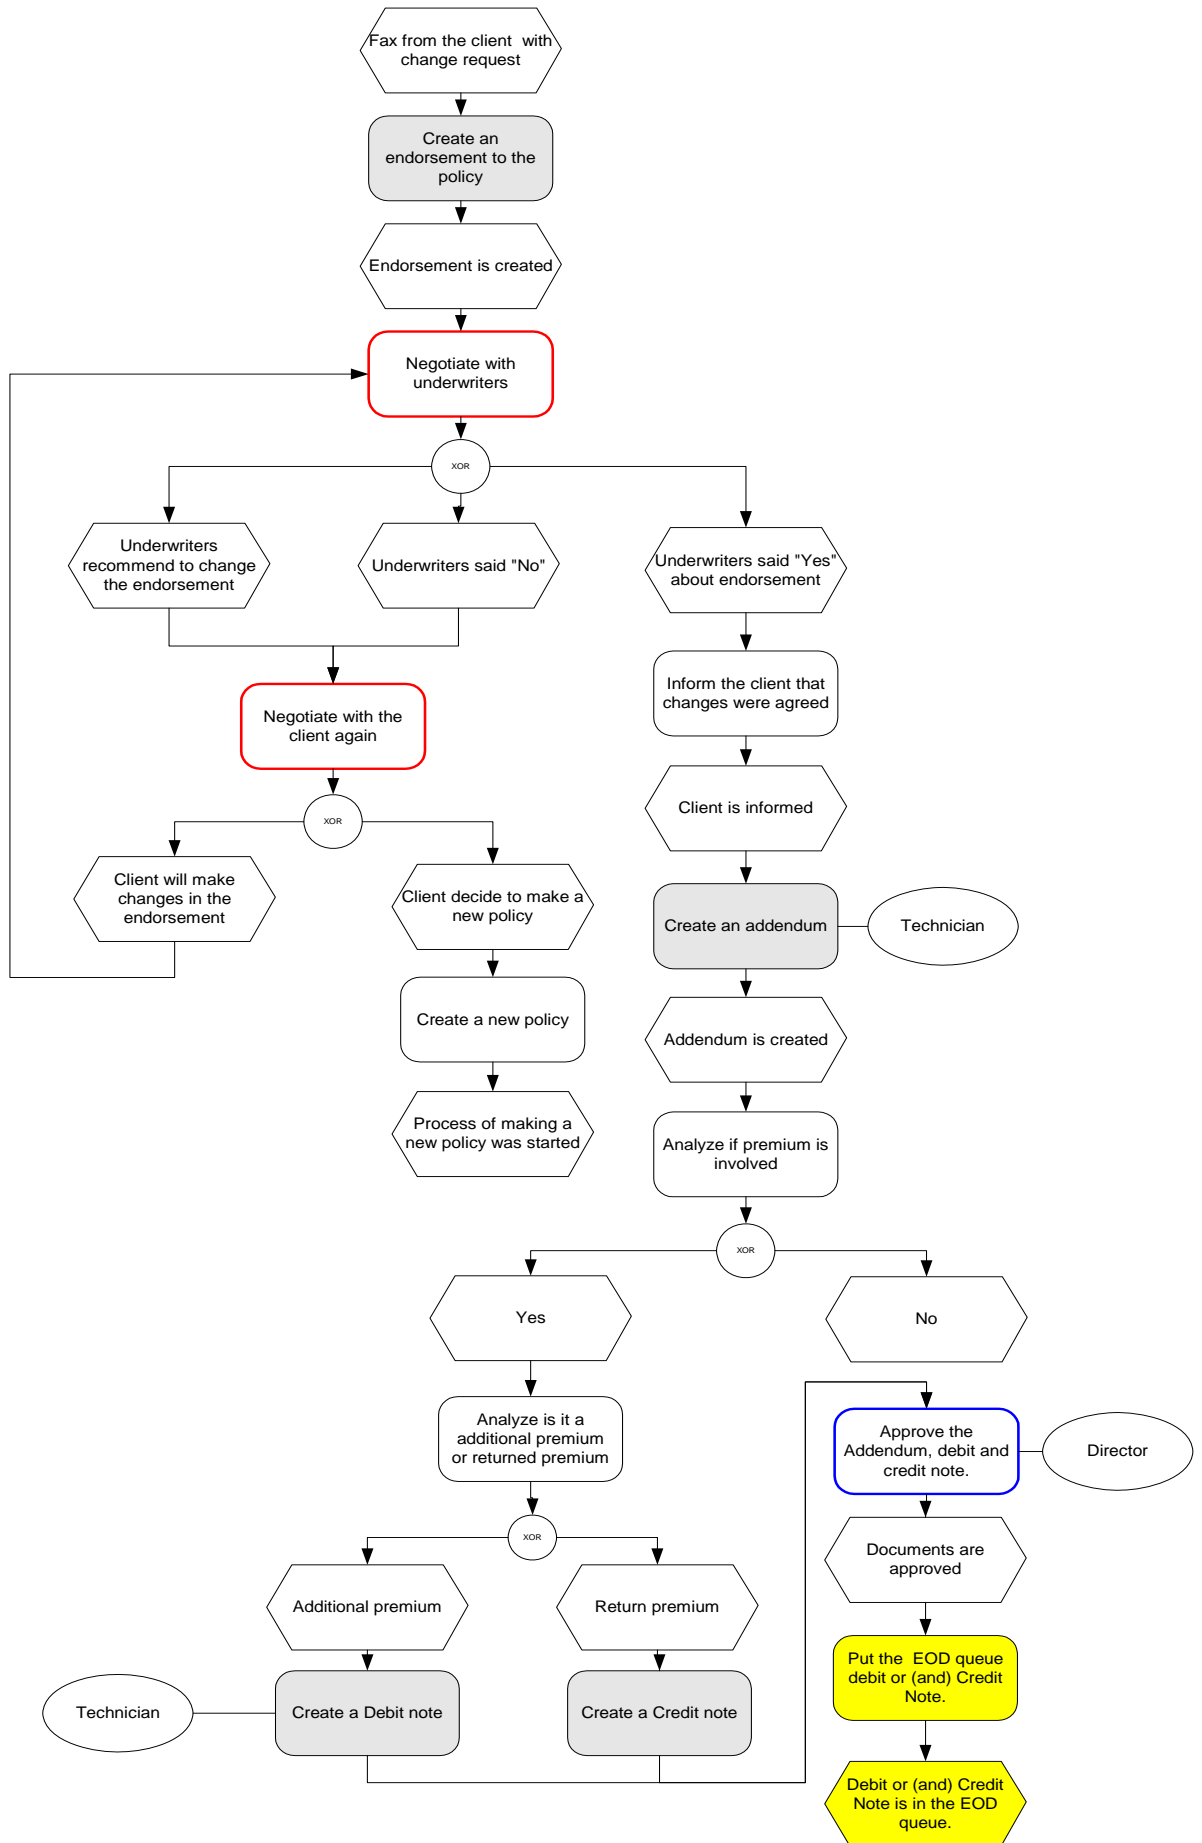 Fax from the client with
change request
Create an
endorsement to the
policy
Endorsement is created
Negotiate with
underwriters
XOR
Underwriters
recommend to change
the endorsement
Underwriters said "No"
Underwriters said "Yes"
about endorsement
Inform the client that
changes were agreed
Negotiate with the
client again
XOR
Client is informed
Client will make
changes in the
endorsement
Client decide to make a
new policy
Create an addendum
Technician
Create a new policy
Addendum is created
Process of making a
new policy was started
Analyze if premium is
involved
XOR
Yes
No
Analyze is it a
additional premium
or returned premium
Approve the
Addendum, debit and
credit note.
Director
XOR
Documents are
approved
Additional premium
Return premium
Put the EOD queue
debit or (and) Credit
Note.
Technician
Create a Debit note
Create a Credit note
Debit or (and) Credit
Note is in the EOD
queue.